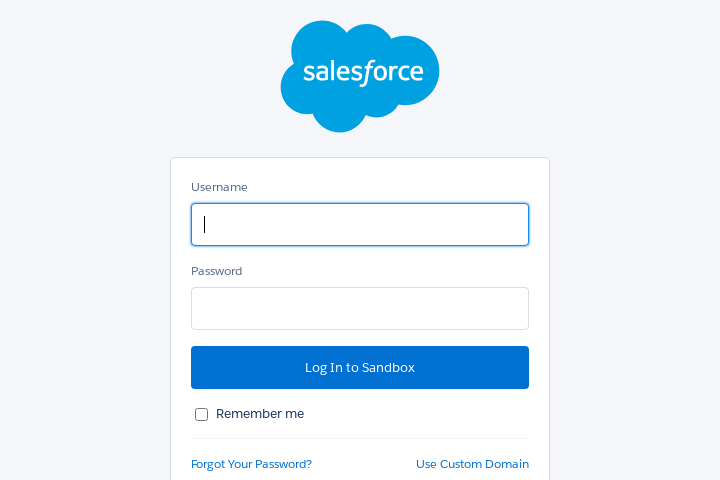 salesforce
Username
Password
Log In to Sandbox
Remember me
Forgot Your Password?
Use Custom Domain